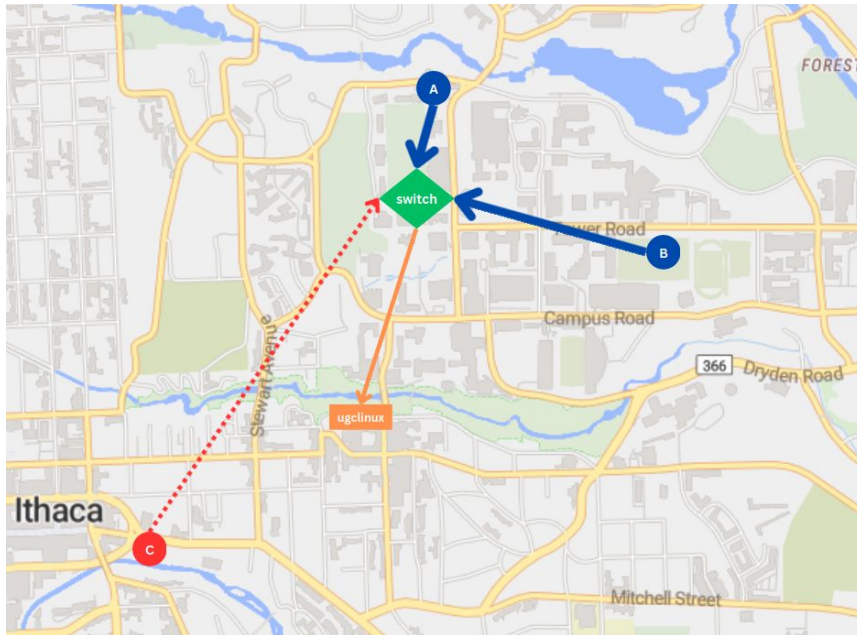 A
FOREST
switch
Tower Road
B
Campus Road
Stewart Avenue
366
Dryden Road
ugclinux
Ithaca
C
Mitchell Street